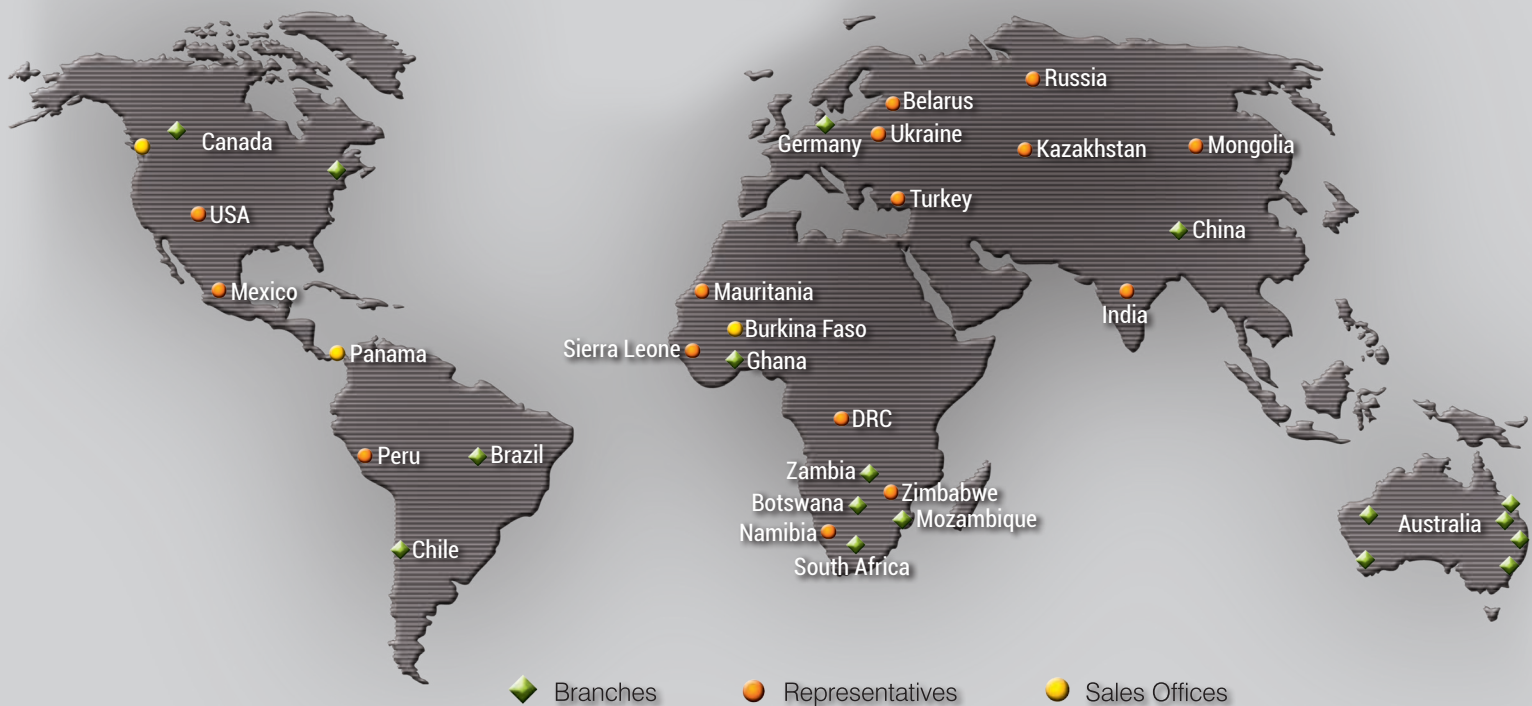 Russia
Belarus
Canada
Germany
Ukraine
Kazakhstan
Mongolia
Turkey
USA
China
Mexico
Mauritania
India
Burkina Faso
Sierra Leone
Panama
Ghana
DRC
Peru
Brazil
Zambia
Zimbabwe
Botswana
Mozambique
Australia
Namibia
Chile
South Africa
Branches
Representatives
Sales Offices